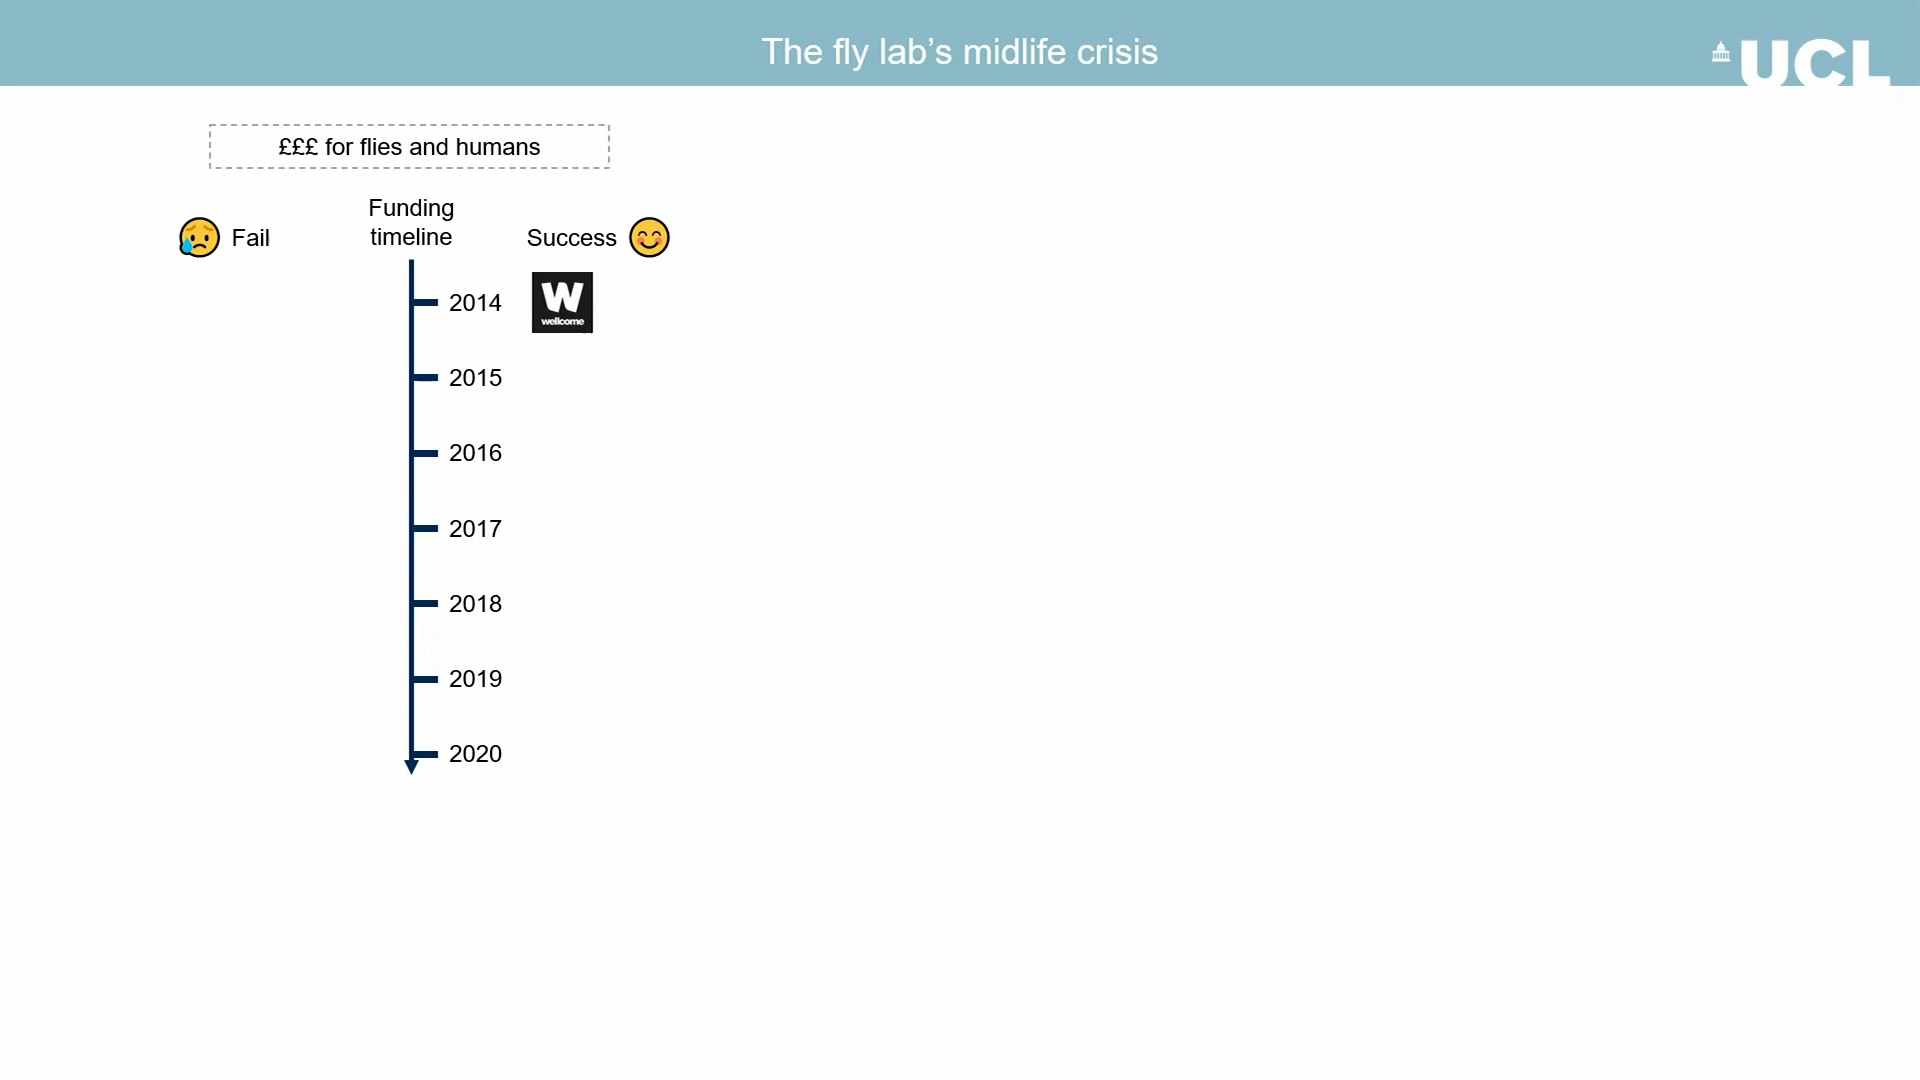 The fly lab’s midlife crisis
UCL
£££ for flies and humans
Funding
timeline
Fail
Success
2014
W
wellcome
2015
2016
2017
2018
2019
2020